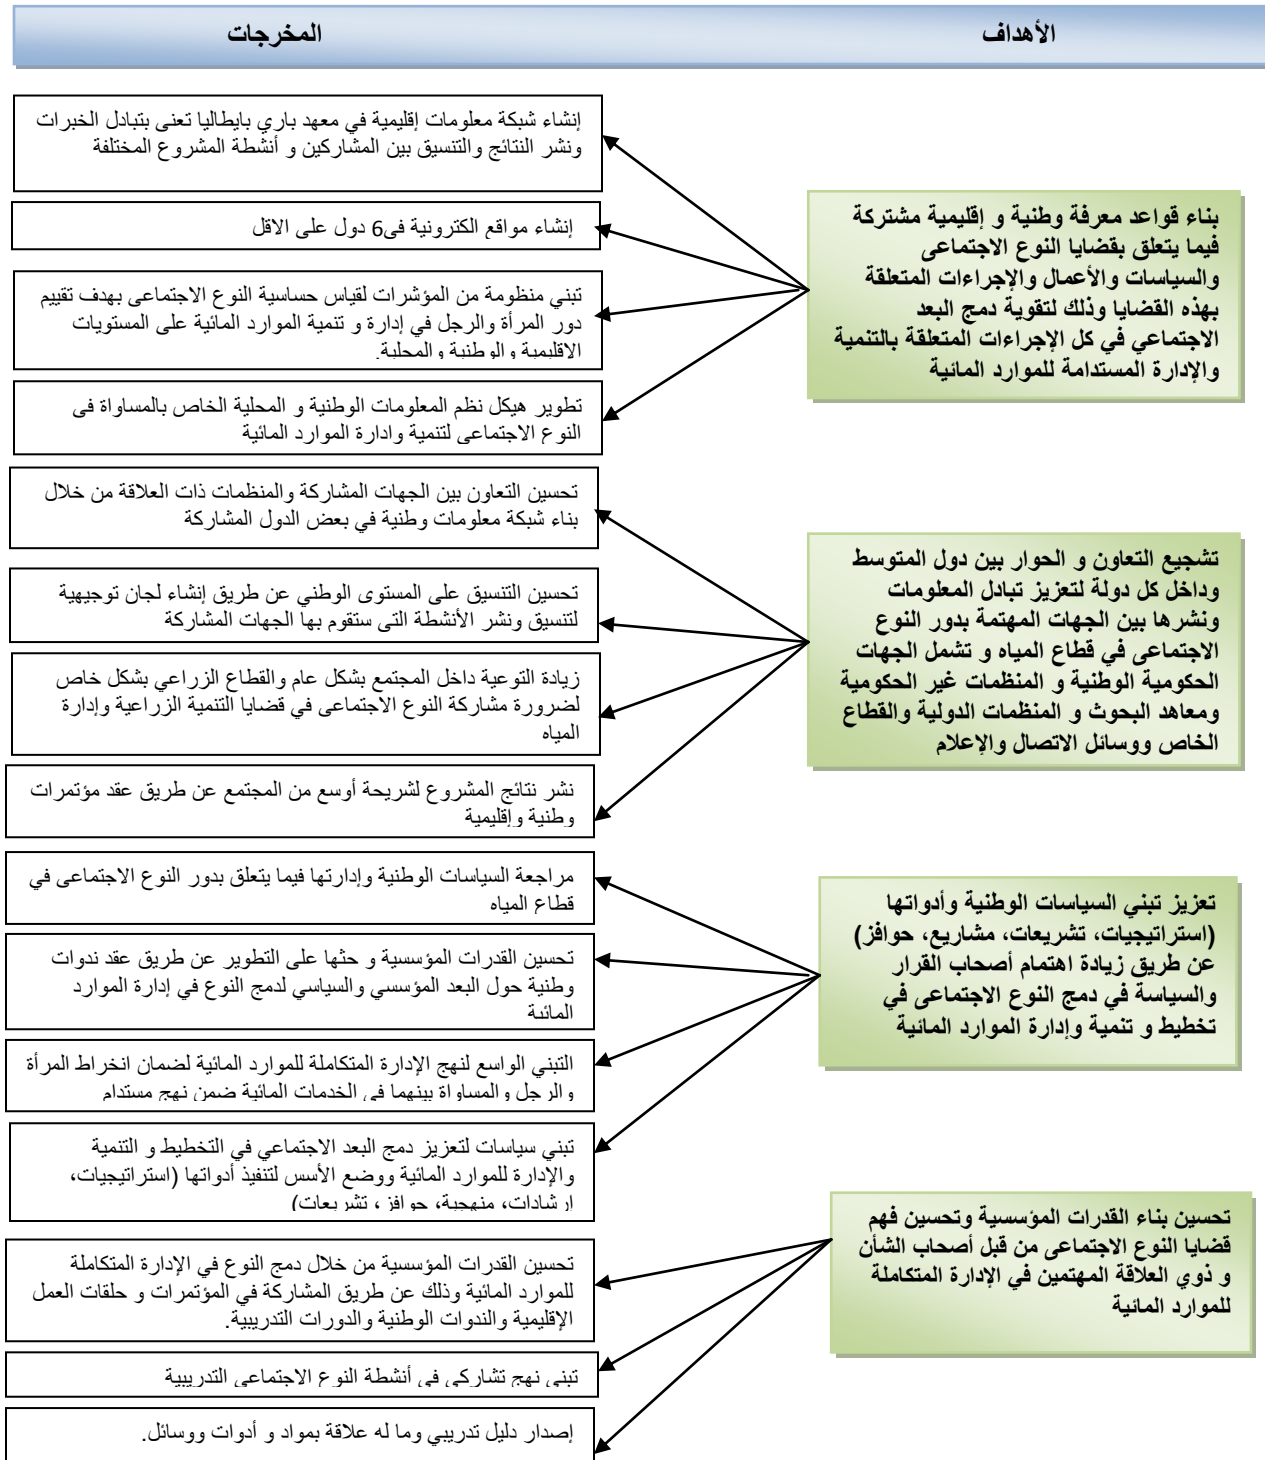 الأهداف
المخرجات
بناء قواعد معرفة وطنية و إقليمية مشتركة
فيما يتعلق بقضايا النوع الاجتماعى
والسياسات والأعمال والإجراءات المتعلقة
بهذه القضايا وذلك لتقوية دمج البعد
الاجتماعي في كل الإجراءات المتعلقة بالتنمية
والإدارة المستدامة للموارد المائية
إنشاء شبكة معلومات إقليمية في معهد باري بايطاليا تعنى بتبادل الخبرات
ونشر النتائج والتنسيق بين المشاركين و أنشطة المشروع المختلفة
إنشاء مواقع الكترونية فى6 دول على الاقل
تبني منظومة من المؤشرات لقياس حساسية النوع الاجتماعى بهدف تقييم
دور المرأة والرجل في إدارة و تنمية الموارد المائية على المستويات
الاقليمية و الوطنية و المحلية.
تطوير هيكل نظم المعلومات الوطنية و المحلية الخاص بالمساواة فى
النوع الاجتماعى لتنمية وادارة الموارد المائية
تشجيع التعاون و الحوار بين دول المتوسط
وداخل كل دولة لتعزيز تبادل المعلومات
ونشرها بين الجهات المهتمة بدور النوع
الاجتماعى في قطاع المياه و تشمل الجهات
الحكومية الوطنية و المنظمات غير الحكومية
ومعاهد البحوث و المنظمات الدولية والقطاع
الخاص ووسائل الاتصال والإعلام
تحسين التعاون بين الجهات المشاركة والمنظمات ذات العلاقة من خلال
بناء شبكة معلومات وطنية في بعض الدول المشاركة
تحسين التنسيق على المستوى الوطني عن طريق إنشاء لجان توجيهية
لتنسيق ونشر الأنشطة التى ستقوم بها الجهات المشاركة
زيادة التوعية داخل المجتمع بشكل عام والقطاع الزراعي بشكل خاص
لضرورة مشاركة النوع الاجتماعى في قضايا التنمية الزراعية وإدارة
المياه
نشر نتائج المشروع لشريحة أوسع من المجتمع عن طريق عقد مؤتمرات
وطنية وإقليمية
تعزيز تبني السياسات الوطنية وأدواتها
(استراتيجيات، تشريعات، مشاريع، حوافز)
عن طريق زيادة اهتمام أصحاب القرار
والسياسة في دمج النوع الاجتماعى في
تخطيط و تنمية وإدارة الموارد المائية
مراجعة السياسات الوطنية وإدارتها فيما يتعلق بدور النوع الاجتماعى في
قطاع المياه
تحسين القدرات المؤسسية و حثها على التطوير عن طريق عقد ندوات
وطنية حول البعد المؤسسي والسياسي لدمج النوع في إدارة الموارد
المائية
التبني الواسع لنهج الإدارة المتكاملة للموارد المائية لضمان انخراط المرأة
و الرجل و المساواة بينهما في الخدمات المائية ضمن نهج مستدام
تبني سياسات لتعزيز دمج البعد الاجتماعي في التخطيط و التنمية
والإدارة للموارد المائية ووضع الأسس لتنفيذ أدواتها (استراتيجيات،
إرشادات، منهجية، حوافز، تشريعات)
تحسين بناء القدرات المؤسسية وتحسين فهم
قضايا النوع الاجتماعى من قبل أصحاب الشأن
و ذوي العلاقة المهتمين في الإدارة المتكاملة
للموارد المائية
تحسين القدرات المؤسسية من خلال دمج النوع في الإدارة المتكاملة
للموارد المائية وذلك عن طريق المشاركة في المؤتمرات و حلقات العمل
الإقليمية والندوات الوطنية والدورات التدريبية.
تبني نهج تشاركي في أنشطة النوع الاجتماعي التدريبية
إصدار دليل تدريبي وما له علاقة بمواد و أدوات ووسائل.